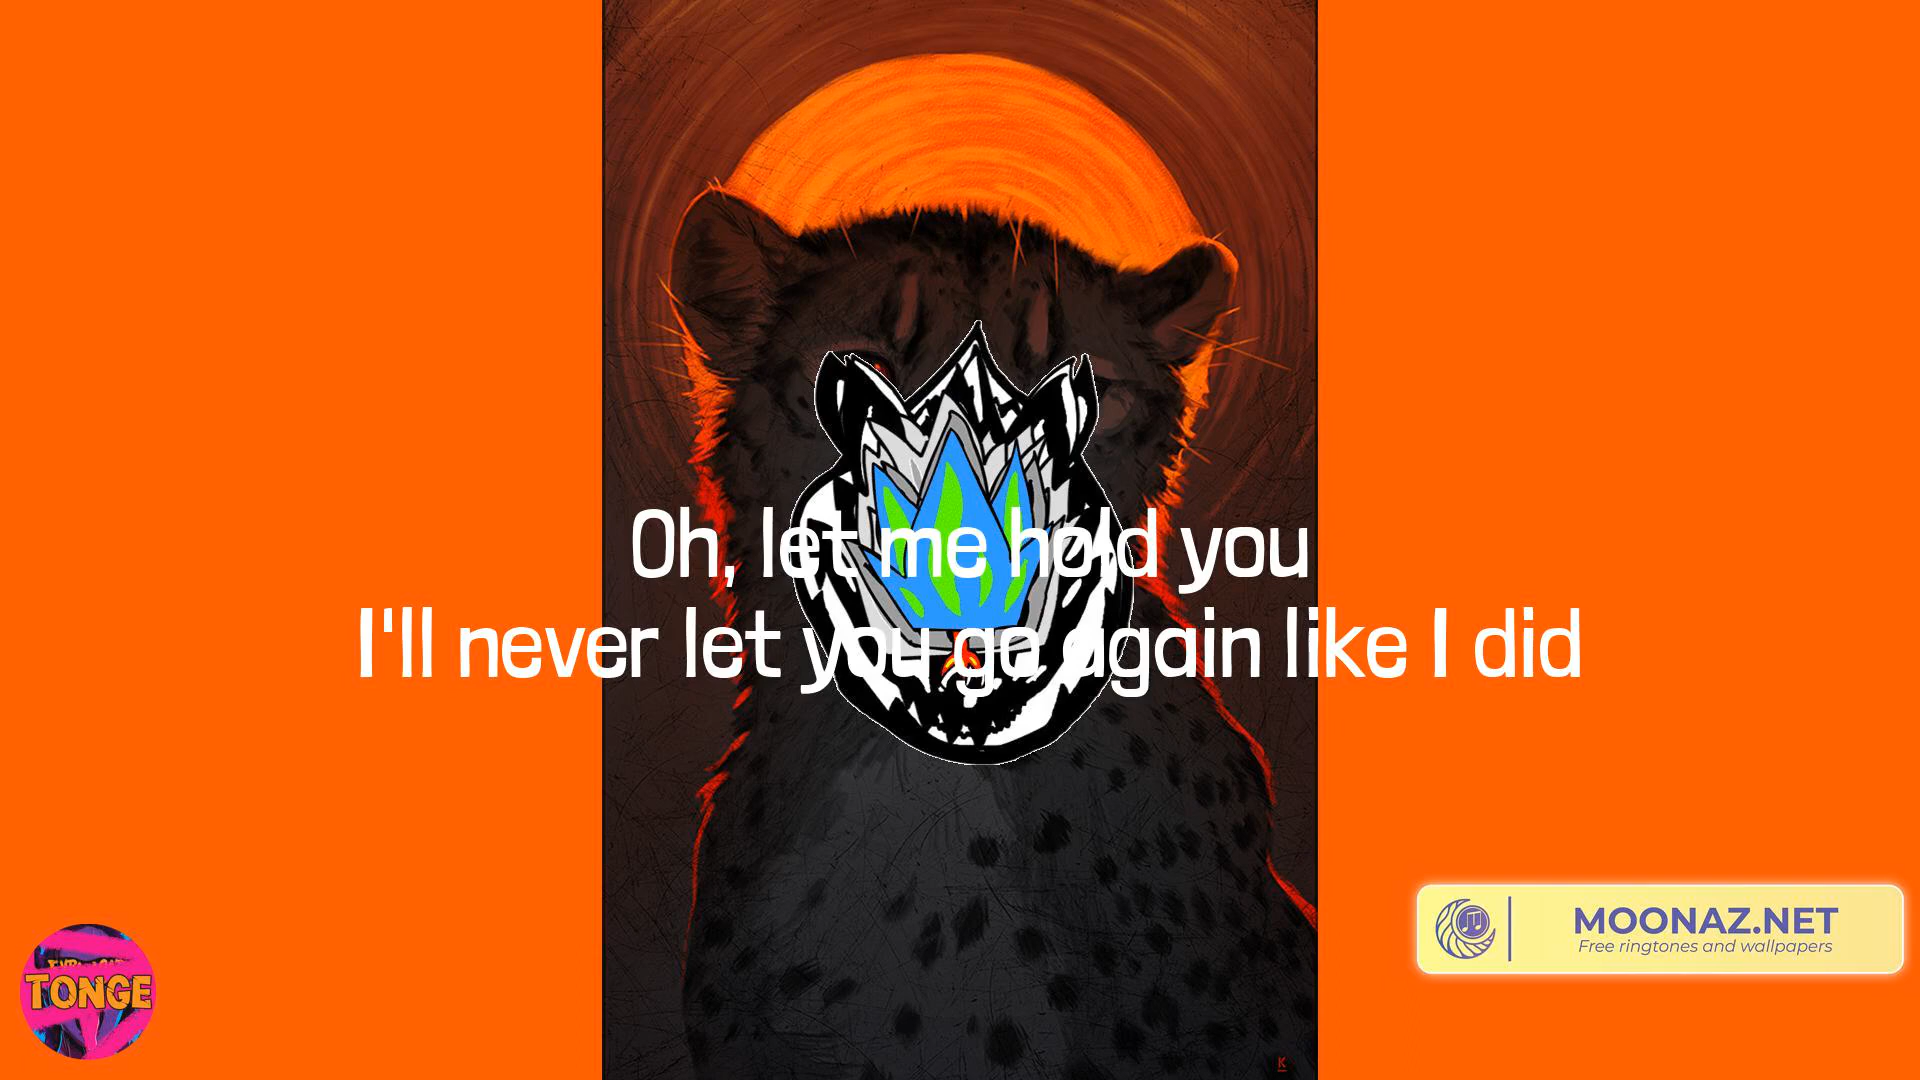 Oh, let me hold you
I'll never let you go again like I did
MOONAZ.NET
Free ringtones and wallpapers
TONGE
K